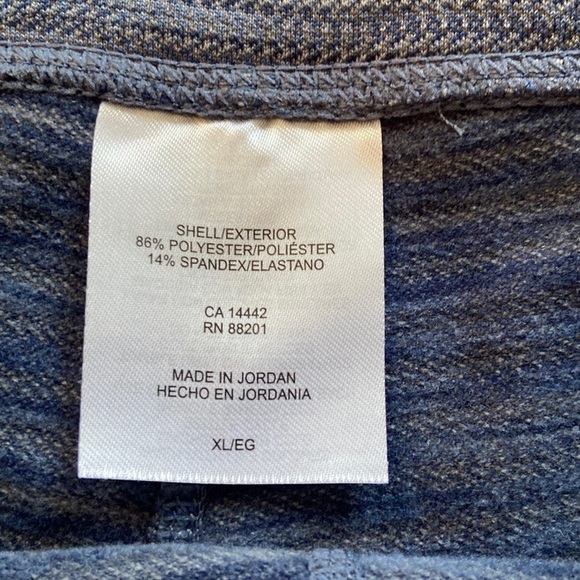 SHELL/EXTERIOR
86% POLYESTER/POLIÉSTER
14% SPANDEX/ELASTANO
CA 14442
RN 88201
MADE IN JORDAN
HECHO EN JORDANIA
XL/EG